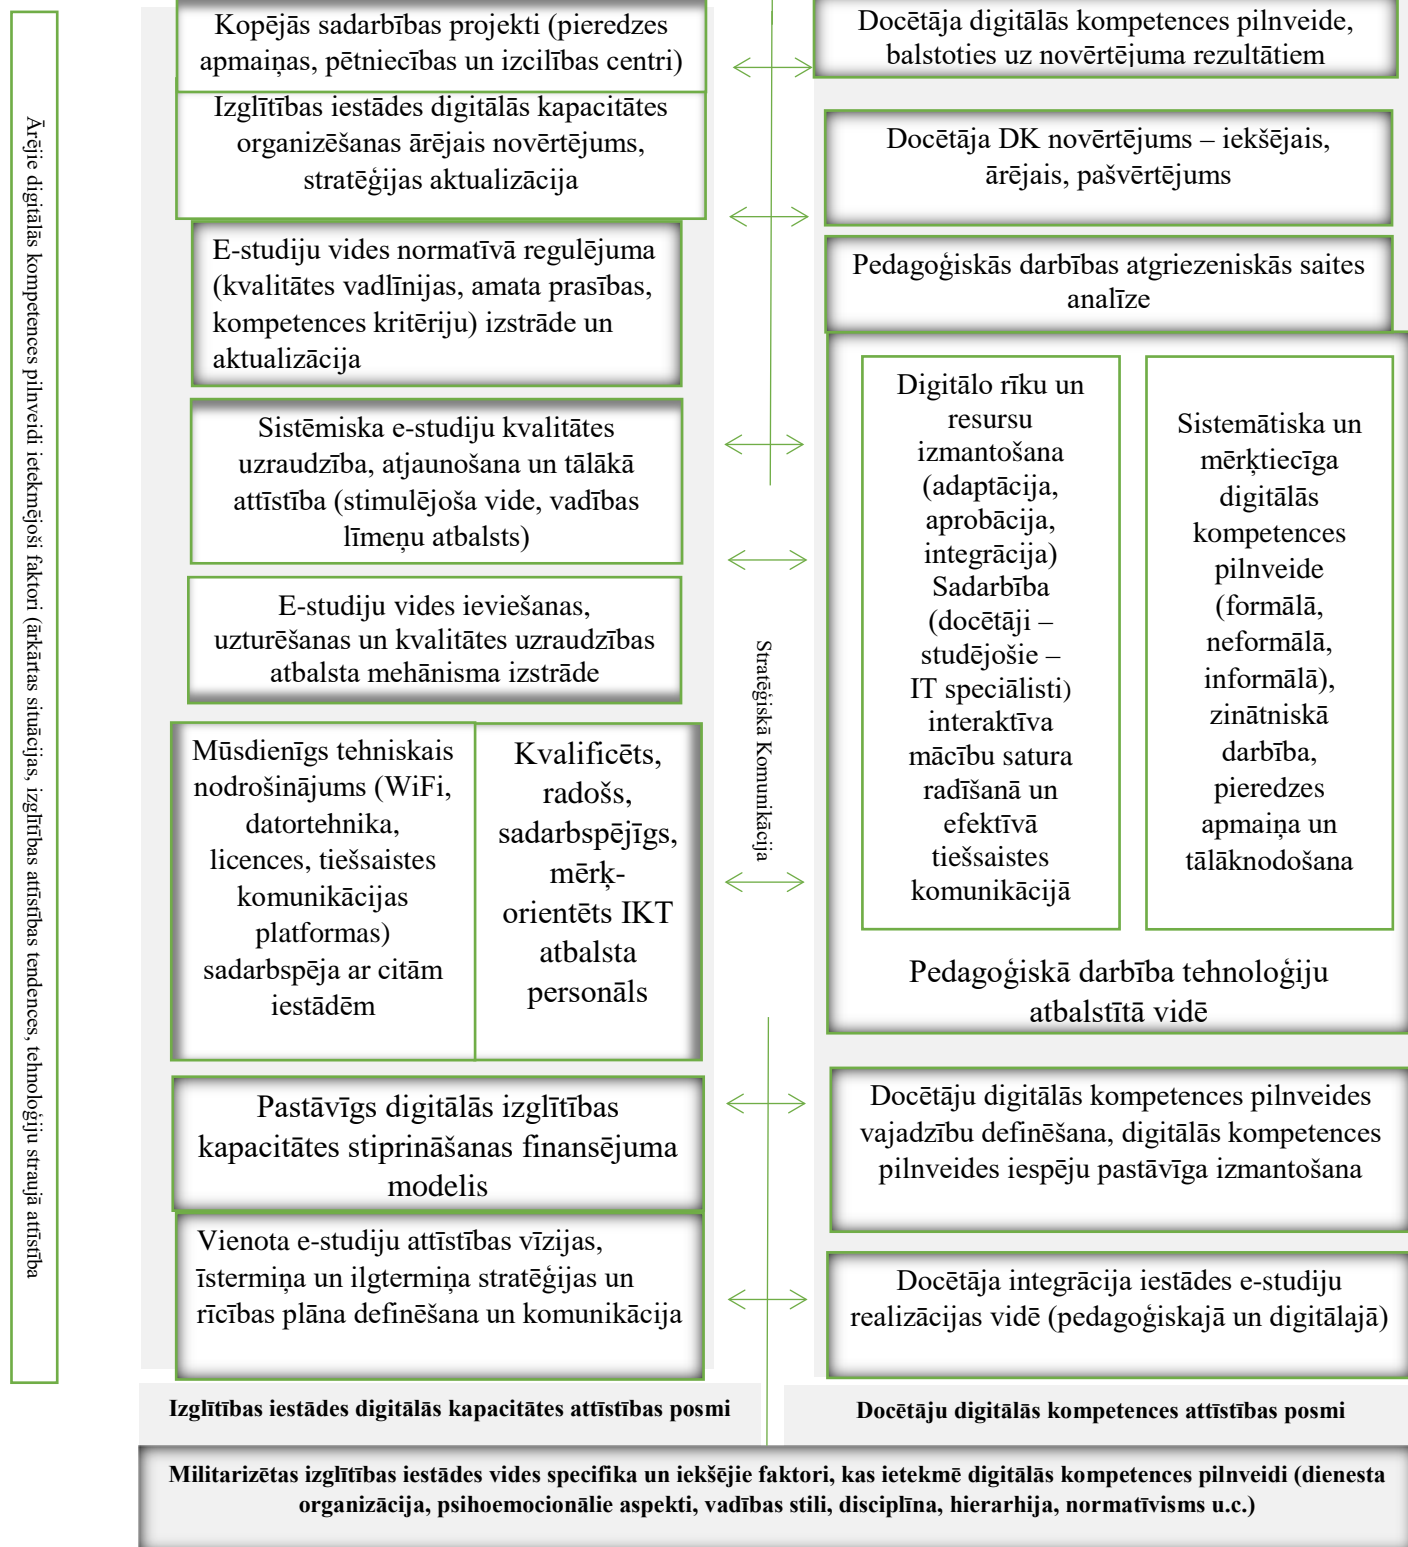 Ārējie digitālās kompetences pilnveidi ietekmējoši faktori (ārkārtas situācijas, izglītības attīstības tendences, tehnoloģiju straujā attīstība
Kopējās sadarbības projekti (pieredzes
apmaiņas, pētniecības un izcilības centri)
Izglītības iestādes digitālās kapacitātes
organizēšanas ārējais novērtējums,
stratēģijas aktualizācija
E-studiju vides normatīvā regulējuma
(kvalitātes vadlīnijas, amata prasības,
kompetences kritēriju) izstrāde un
aktualizācija
Sistēmiska e-studiju kvalitātes
uzraudzība, atjaunošana un tālākā
attīstība (stimulējoša vide, vadības
līmeņu atbalsts)
E-studiju vides ieviešanas,
uzturēšanas un kvalitātes uzraudzības
atbalsta mehānisma izstrāde
Mūsdienīgs tehniskais
nodrošinājums (WiFi,
datortehnika,
licences, tiešsaistes
komunikācijas
platformas)
sadarbspēja ar citām
iestādēm
Kvalificēts,
radošs,
sadarbspējīgs,
mērķ-
orientēts IKT
atbalsta
personāls
Pastāvīgs digitālās izglītības
kapacitātes stiprināšanas finansējuma
modelis
Vienota e-studiju attīstības vīzijas,
īstermiņa un ilgtermiņa stratēģijas un
rīcības plāna definēšana un komunikācija
Izglītības iestādes digitālās kapacitātes attīstības posmi
Stratēģiskā Komunikācija
Docētāja digitālās kompetences pilnveide,
balstoties uz novērtējuma rezultātiem
Docētāja DK novērtējums – iekšējais,
ārējais, pašvērtējums
Pedagoģiskās darbības atgriezeniskās saites
analīze
Digitālo rīku un
resursu
izmantošana
(adaptācija,
aprobācija,
integrācija)
Sadarbība
(docētāji –
studējošie –
IT speciālisti)
interaktīva
mācību satura
radīšanā un
efektīvā
tiešsaistes
komunikācijā
Sistemātiska un
mērķtiecīga
digitālās
kompetences
pilnveide
(formālā,
neformālā,
informālā),
zinātniskā
darbība,
pieredzes
apmaiņa un
tālāknodošana
Pedagoģiskā darbība tehnoloģiju
atbalstītā vidē
Docētāju digitālās kompetences pilnveides
vajadzību definēšana, digitālās kompetences
pilnveides iespēju pastāvīga izmantošana
Docētāja integrācija iestādes e-studiju
realizācijas vidē (pedagoģiskajā un digitālajā)
Docētāju digitālās kompetences attīstības posmi
Militarizētas izglītības iestādes vides specifika un iekšējie faktori, kas ietekmē digitālās kompetences pilnveidi (dienesta
organizācija, psihoemocionālie aspekti, vadības stili, disciplīna, hierarhija, normatīvisms u.c.)